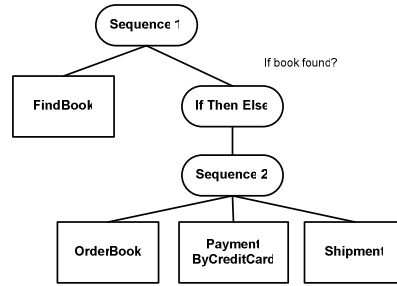 Sequence 1
If book found?
FindBook
If Then Else
Sequence 2
OrderBook
Payment
ByCreditCard
Shipment